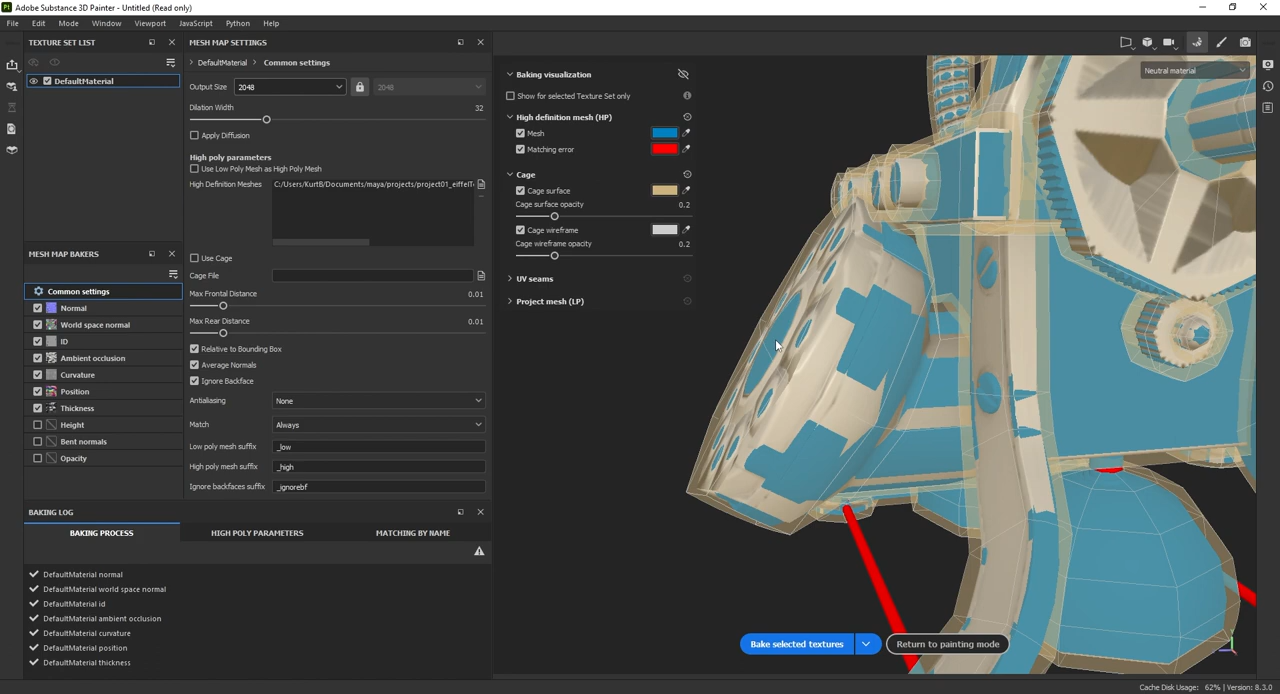 Adobe Substance 3D Painter - Untitled (Read only)
File Edit Mode Window Viewport JavaScript Python Help
TEXTURE SET LIST
DefaultMaterial
MESH MAP BAKERS
Common settings
Normal
World space normal
ID
Ambient occlusion
Curvature
Position
Thickness
Height
Bent normals
Opacity
MESH MAP SETTINGS
DefaultMaterial > Common settings
Output Size 2048 2048
Dilation Width 32
Apply Diffusion
High poly parameters
Use Low Poly Mesh as High Poly Mesh
High Definition Meshes C:/Users/KurtB/Documents/maya/projects/project01_eiffelT
Use Cage
Cage File
Max Frontal Distance 0.01
Max Rear Distance 0.01
Relative to Bounding Box
Average Normals
Ignore Backface
Antialiasing None
Match Always
Low poly mesh suffix _low
High poly mesh suffix _high
Ignore backfaces suffix _ignorebf
BAKING LOG
BAKING PROCESS HIGH POLY PARAMETERS MATCHING BY NAME
DefaultMaterial normal
DefaultMaterial world space normal
DefaultMaterial id
DefaultMaterial ambient occlusion
DefaultMaterial curvature
DefaultMaterial position
DefaultMaterial thickness
Baking visualization
Show for selected Texture Set only
High definition mesh (HP)
Mesh
Matching error
Cage
Cage surface
Cage surface opacity 0.2
Cage wireframe
Cage wireframe opacity 0.2
UV seams
Project mesh (LP)
Neutral material
Bake selected textures
Return to painting mode
Cache Disk Usage: 62% | Version: 8.3.0